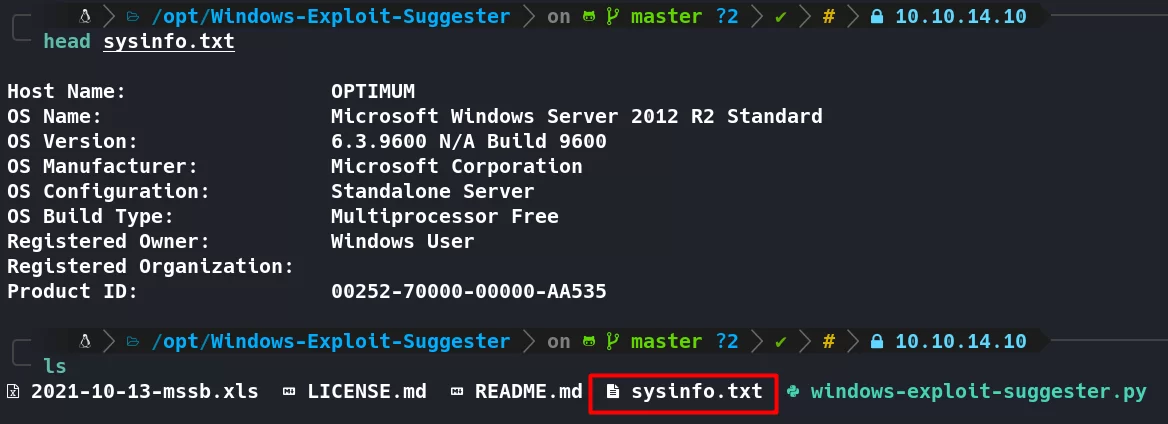 /opt/Windows-Exploit-Suggester on master ?2 ✔ # 10.10.14.10
head sysinfo.txt
Host Name: OPTIMUM
OS Name: Microsoft Windows Server 2012 R2 Standard
OS Version: 6.3.9600 N/A Build 9600
OS Manufacturer: Microsoft Corporation
OS Configuration: Standalone Server
OS Build Type: Multiprocessor Free
Registered Owner: Windows User
Registered Organization:
Product ID: 00252-70000-00000-AA535
/opt/Windows-Exploit-Suggester on master ?2 ✔ # 10.10.14.10
ls
2021-10-13-mssb.xls LICENSE.md README.md sysinfo.txt windows-exploit-suggester.py